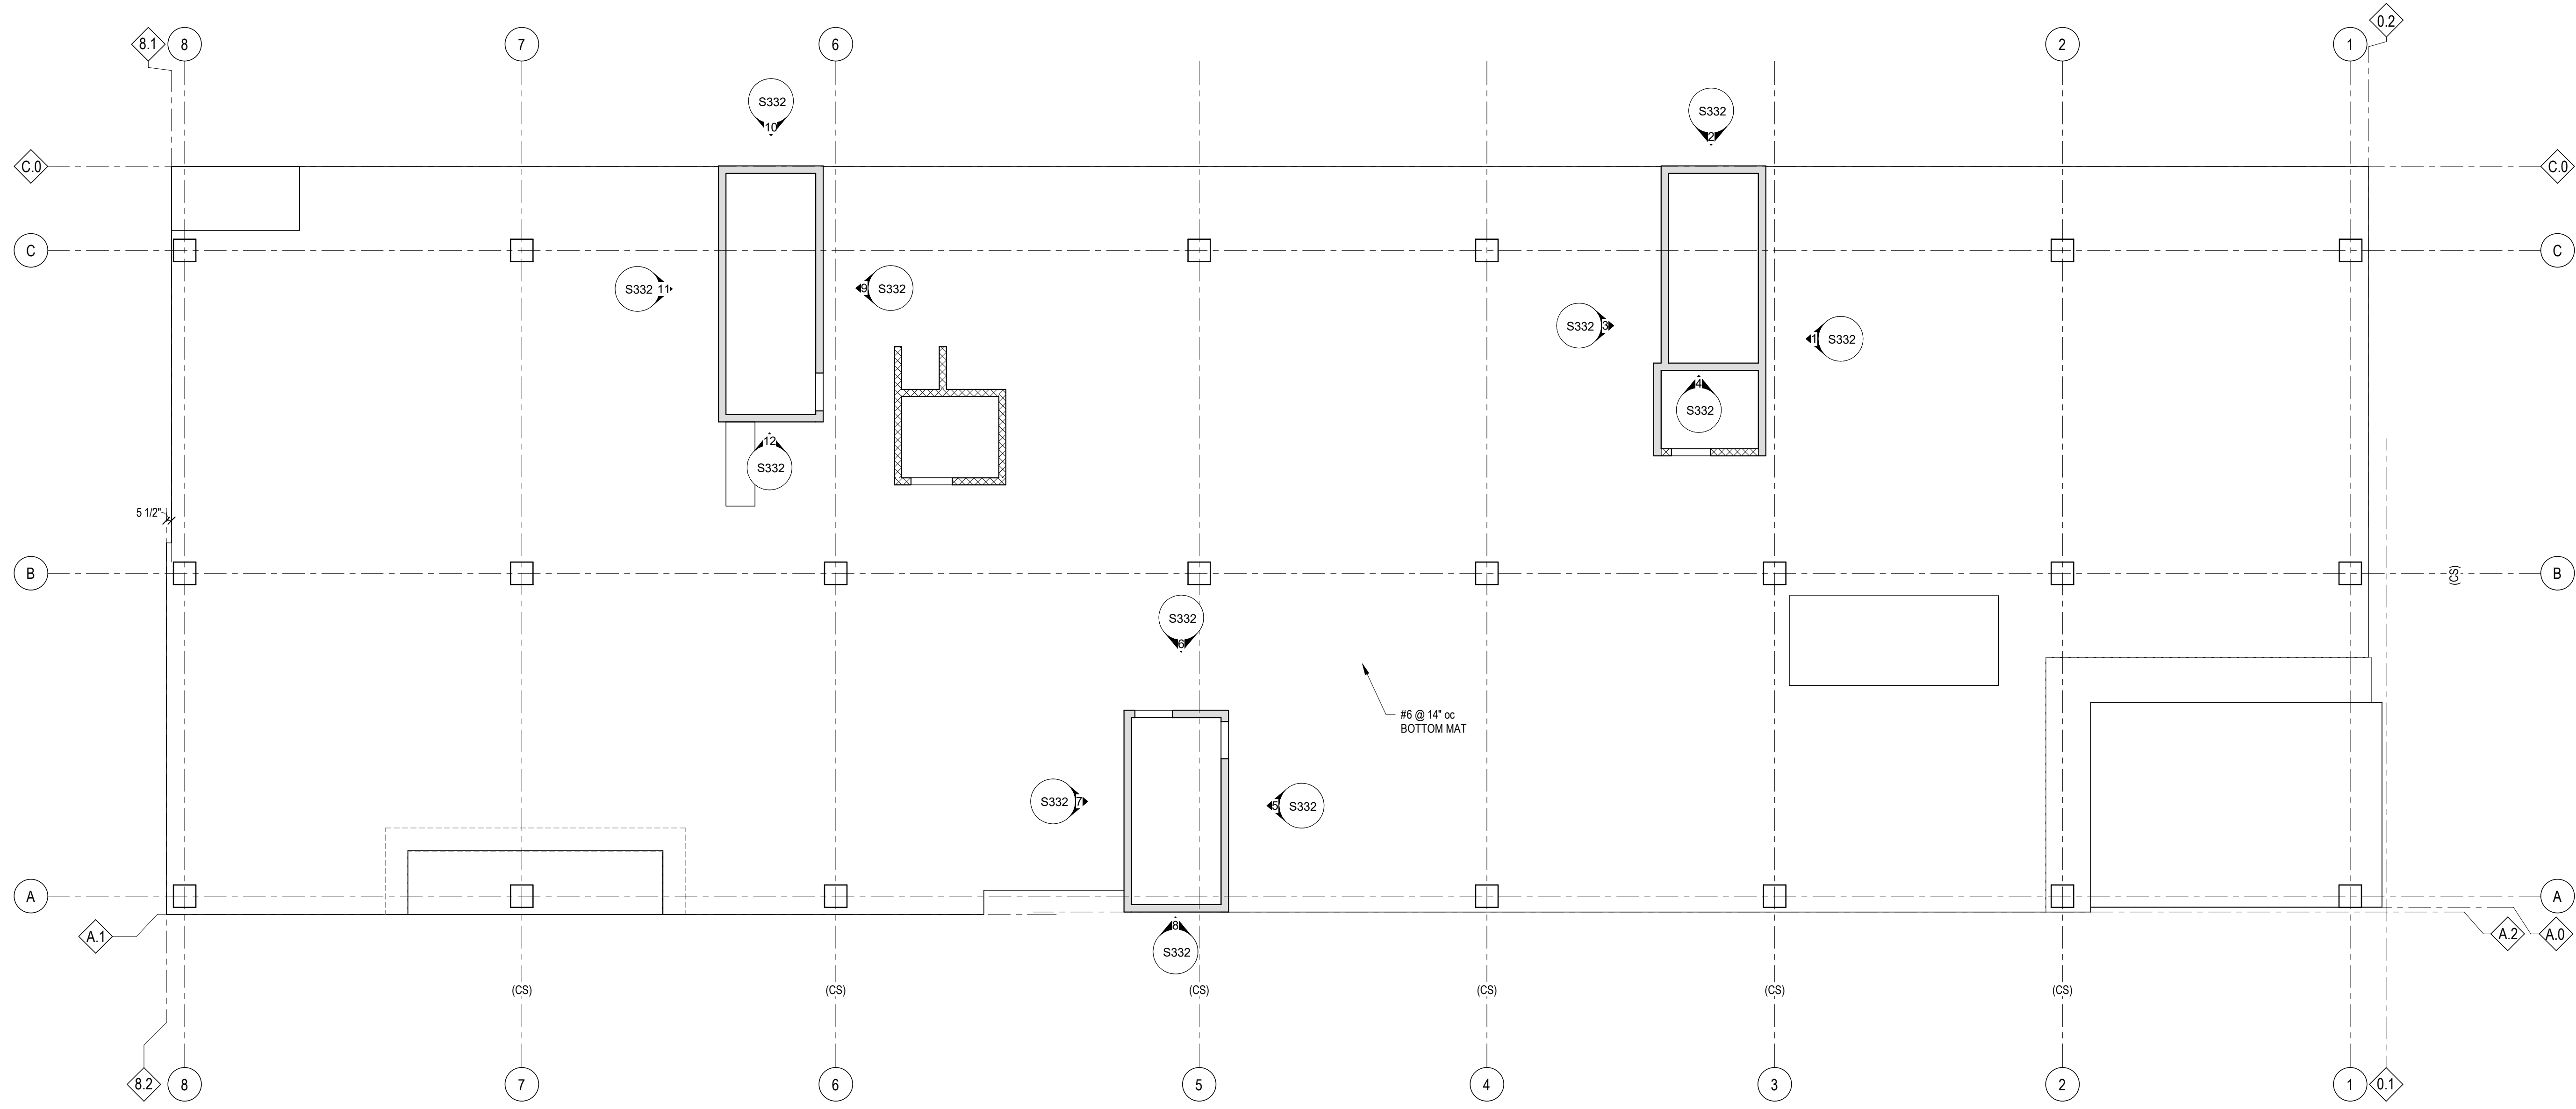 8.1
8
7
6
2
1
0.2
S332
10
S332
2
C.0
C.0
C
C
S332 11
9 S332
S332 3
1 S332
4
S332
12
S332
5 1/2"
B
(CS)
B
S332
6
#6 @ 14" oc
BOTTOM MAT
S332 7
5 S332
A
A
8
S332
A.1
A.2
A.0
(CS)
(CS)
(CS)
(CS)
(CS)
(CS)
8.2
8
7
6
5
4
3
2
1
0.1